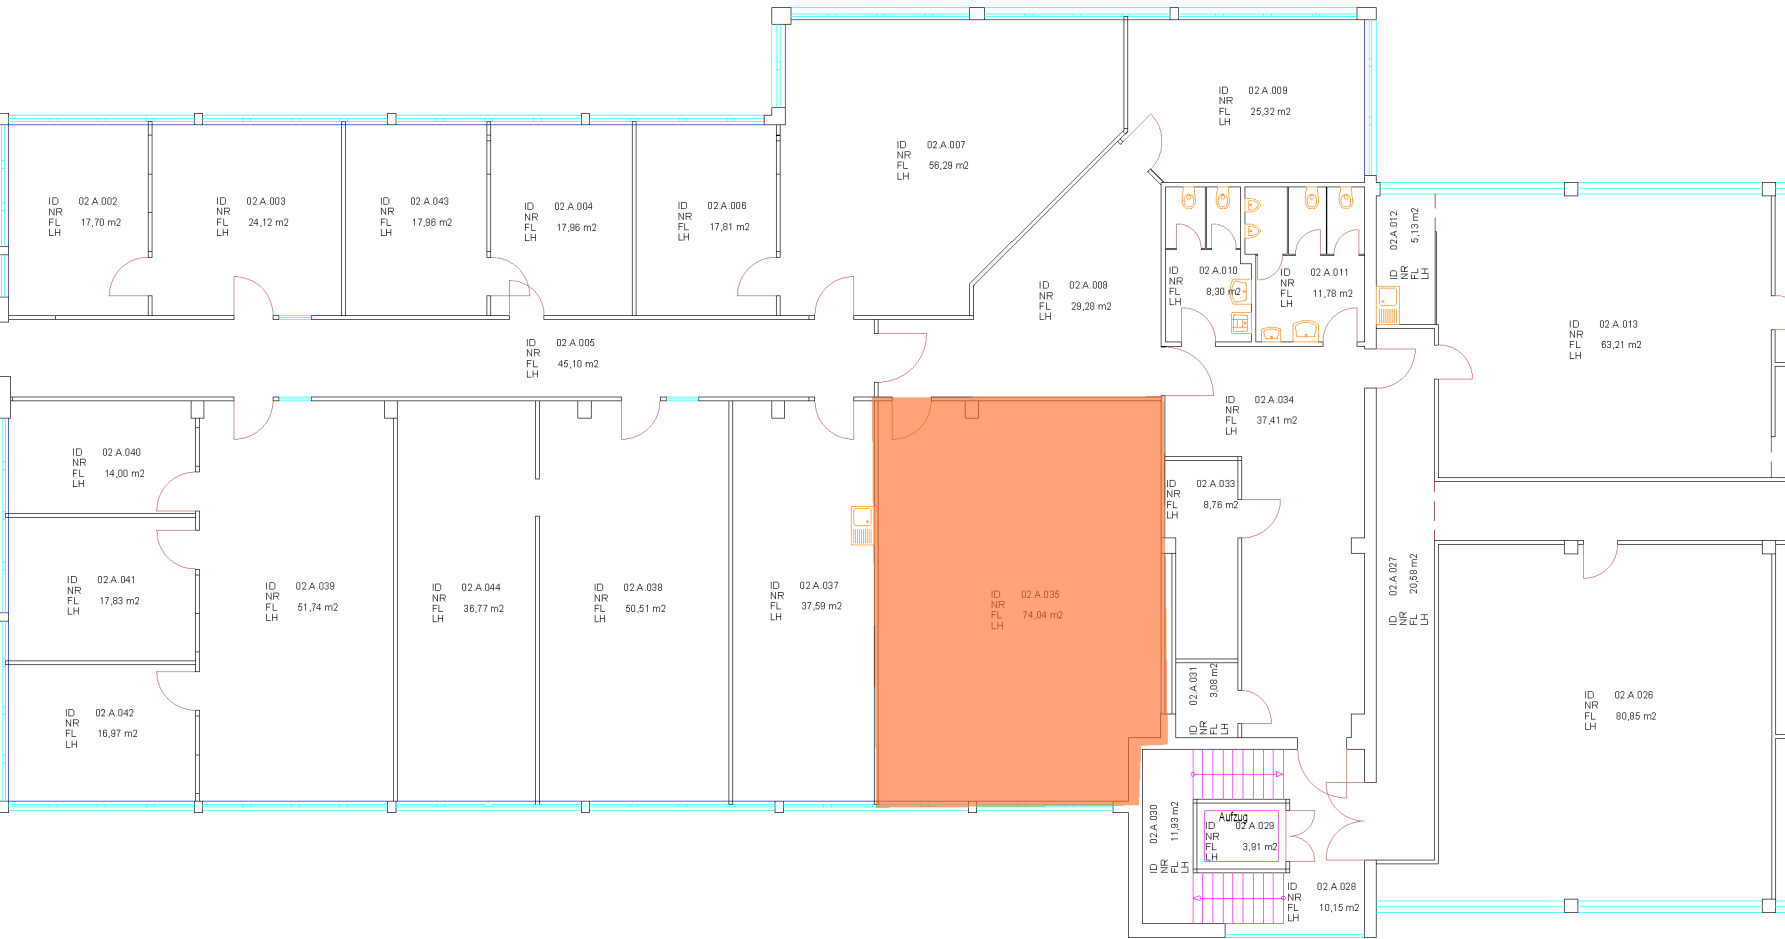 ID 02.A.009
NR
FL 25,32 m2
LH
ID 02.A.007
NR
FL 56,29 m2
LH
ID 02.A.002
NR
FL 17,70 m2
LH
ID 02.A.003
NR
FL 24,12 m2
LH
ID 02.A.043
NR
FL 17,96 m2
LH
ID 02.A.004
NR
FL 17,96 m2
LH
ID 02.A.006
NR
FL 17,81 m2
LH
ID 02.A.012
NR
FL 5,13 m2
LH
ID 02.A.010
NR
FL 8,30 m2
LH
ID 02.A.011
NR
FL 11,78 m2
LH
ID 02.A.008
NR
FL 29,28 m2
LH
ID 02.A.013
NR
FL 63,21 m2
LH
ID 02.A.005
NR
FL 45,10 m2
LH
ID 02.A.034
NR
FL 37,41 m2
LH
ID 02.A.040
NR
FL 14,00 m2
LH
ID 02.A.033
NR
FL 8,76 m2
LH
ID 02.A.041
NR
FL 17,83 m2
LH
ID 02.A.039
NR
FL 51,74 m2
LH
ID 02.A.044
NR
FL 36,77 m2
LH
ID 02.A.038
NR
FL 50,51 m2
LH
ID 02.A.037
NR
FL 37,59 m2
LH
ID 02.A.035
NR
FL 74,04 m2
LH
ID 02.A.027
NR
FL 20,58 m2
LH
ID 02.A.031
NR
FL 3,08 m2
LH
ID 02.A.042
NR
FL 16,97 m2
LH
ID 02.A.026
NR
FL 80,85 m2
LH
ID 02.A.030
NR
FL 11,93 m2
LH
Aufzug
ID 02.A.029
NR
FL 3,91 m2
LH
ID 02.A.028
NR
FL 10,15 m2
LH